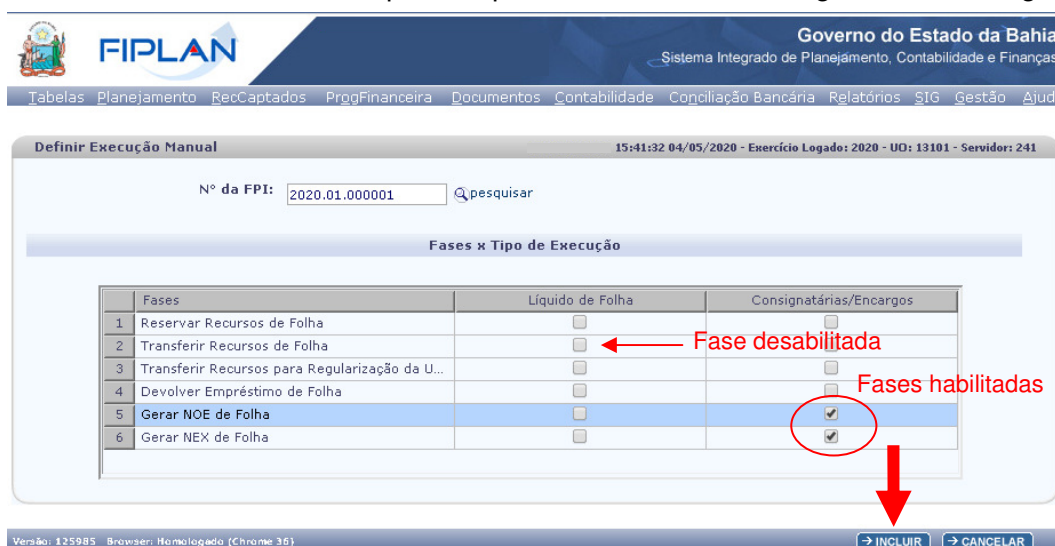 FIPLAN
Governo do Estado da Bahia
Sistema Integrado de Planejamento, Contabilidade e Finanças
Tabelas Planejamento RecCaptados ProgFinanceira Documentos Contabilidade Conciliação Bancária Relatórios SIG Gestão Ajud
Definir Execução Manual 15:41:32 04/05/2020 - Exercício Logado: 2020 - UO: 13101 - Servidor: 241
Nº da FPI: 2020.01.000001 pesquisar
Fases x Tipo de Execução
Fases Líquido de Folha Consignatárias/Encargos
1 Reservar Recursos de Folha
2 Transferir Recursos de Folha
Fase desabilitada
3 Transferir Recursos para Regularização da U...
4 Devolver Empréstimo de Folha
Fases habilitadas
5 Gerar NOE de Folha
6 Gerar NEX de Folha
Versão: 125985 Browser: Homologado (Chrome 36) INCLUIR CANCELAR